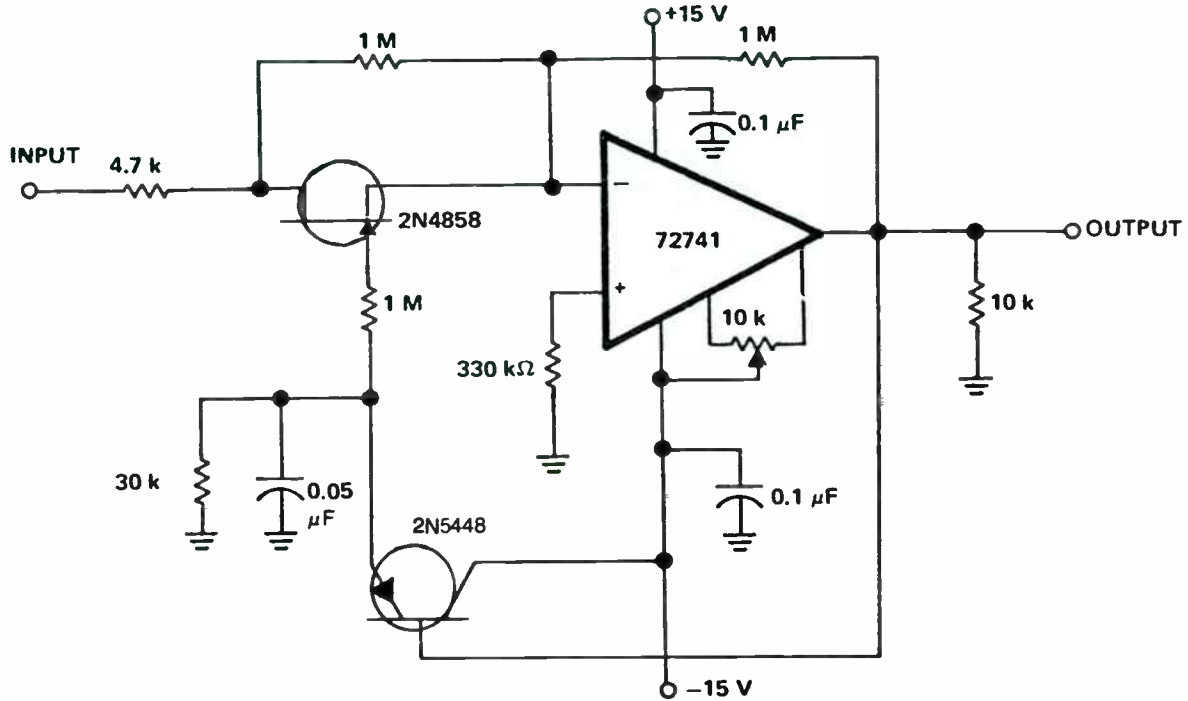 +15 V
1 M
1 M
0.1 μF
INPUT
4.7 k
2N4858
−
72741
OUTPUT
+
1 M
10 k
10 k
330 kΩ
30 k
0.05
μF
0.1 μF
2N5448
−15 V